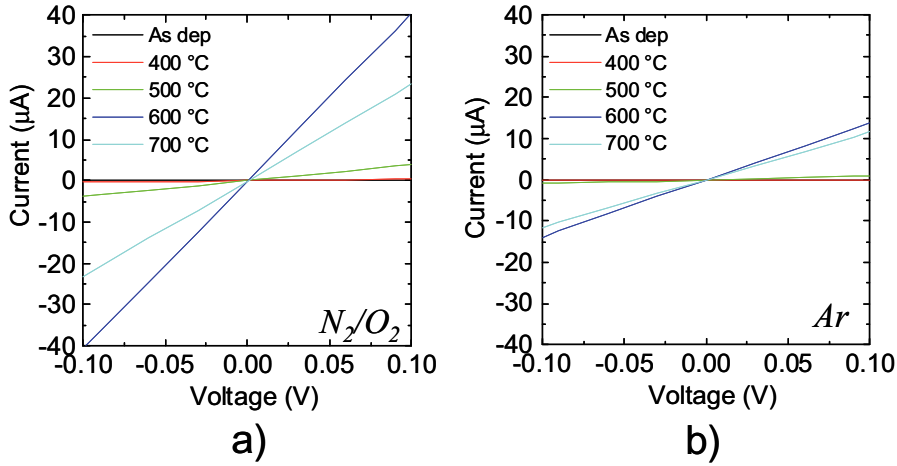 As dep
400 °C
500 °C
600 °C
700 °C
Current (µA)
40
30
20
10
0
-10
-20
-30
-40
-0.10
-0.05
0.00
0.05
0.10
Voltage (V)
N2/O2
a)
As dep
400 °C
500 °C
600 °C
700 °C
Current (µA)
40
30
20
10
0
-10
-20
-30
-40
-0.10
-0.05
0.00
0.05
0.10
Voltage (V)
Ar
b)